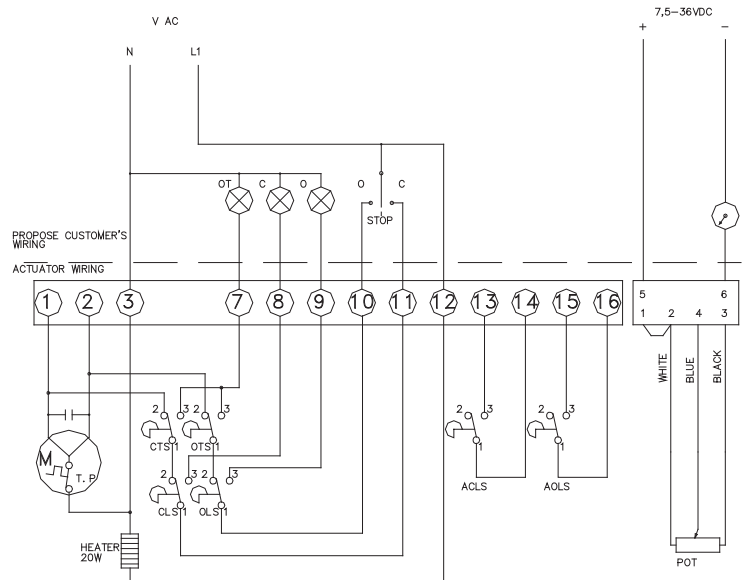 7,5-36VDC
V AC
+ -
N L1
OT C O O C
STOP
PROPOSE CUSTOMER'S
WIRING
ACTUATOR WIRING
1 2 3 7 8 9 10 11 12 13 14 15 16
5 6
1 2 4 3
WHITE BLUE BLACK
2 3 2 3 2 3 2 3
CTS 1 OTS 1 1 1
M
T.P
2 3 2 3
ACLS AOLS
CLS 1 OLS 1
HEATER
20W
POT